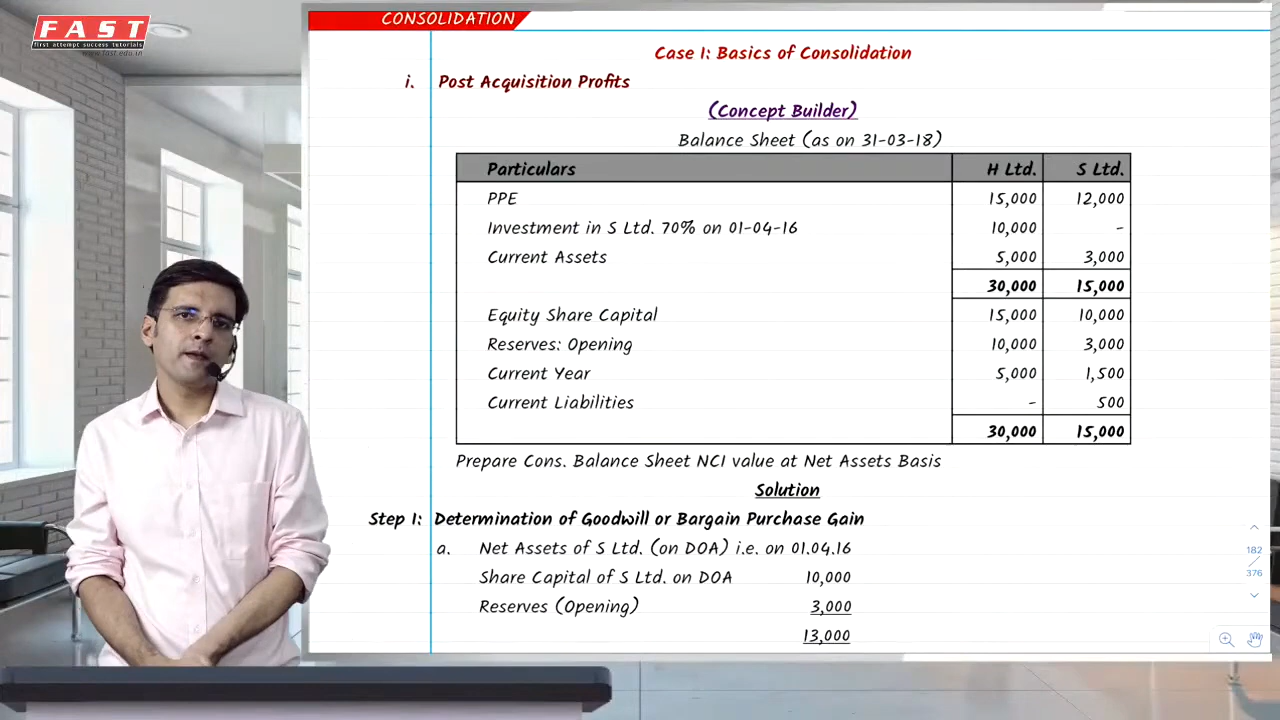 FAST
first attempt success tutorials
www.fast.edu.in
CONSOLIDATION
Case 1: Basics of Consolidation
i. Post Acquisition Profits
(Concept Builder)
Balance Sheet (as on 31-03-18)
Particulars H Ltd. S Ltd.
PPE 15,000 12,000
Investment in S Ltd. 70% on 01-04-16 10,000 -
Current Assets 5,000 3,000
30,000 15,000
Equity Share Capital 15,000 10,000
Reserves: Opening 10,000 3,000
Current Year 5,000 1,500
Current Liabilities - 500
30,000 15,000
Prepare Cons. Balance Sheet NCI value at Net Assets Basis
Solution
Step 1: Determination of Goodwill or Bargain Purchase Gain
a. Net Assets of S Ltd. (on DOA) i.e. on 01.04.16
Share Capital of S Ltd. on DOA 10,000
Reserves (Opening) 3,000
13,000
182
/
376